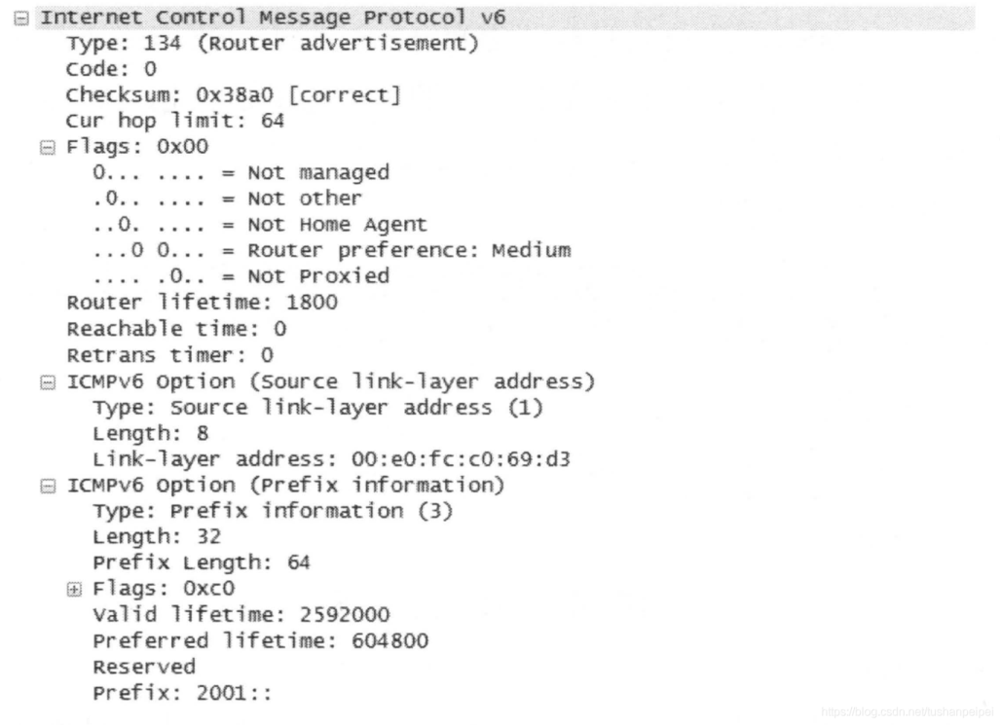 Internet Control Message Protocol v6
Type: 134 (Router advertisement)
Code: 0
Checksum: 0x38a0 [correct]
Cur hop limit: 64
Flags: 0x00
0... .... = Not managed
.0.. .... = Not other
..0. .... = Not Home Agent
...0 0... = Router preference: Medium
.... .0.. = Not Proxied
Router lifetime: 1800
Reachable time: 0
Retrans timer: 0
ICMPv6 Option (Source link-layer address)
Type: Source link-layer address (1)
Length: 8
Link-layer address: 00:e0:fc:c0:69:d3
ICMPv6 Option (Prefix information)
Type: Prefix information (3)
Length: 32
Prefix Length: 64
Flags: 0xc0
Valid lifetime: 2592000
Preferred lifetime: 604800
Reserved
Prefix: 2001::
https://blog.csdn.net/tushanpeipei